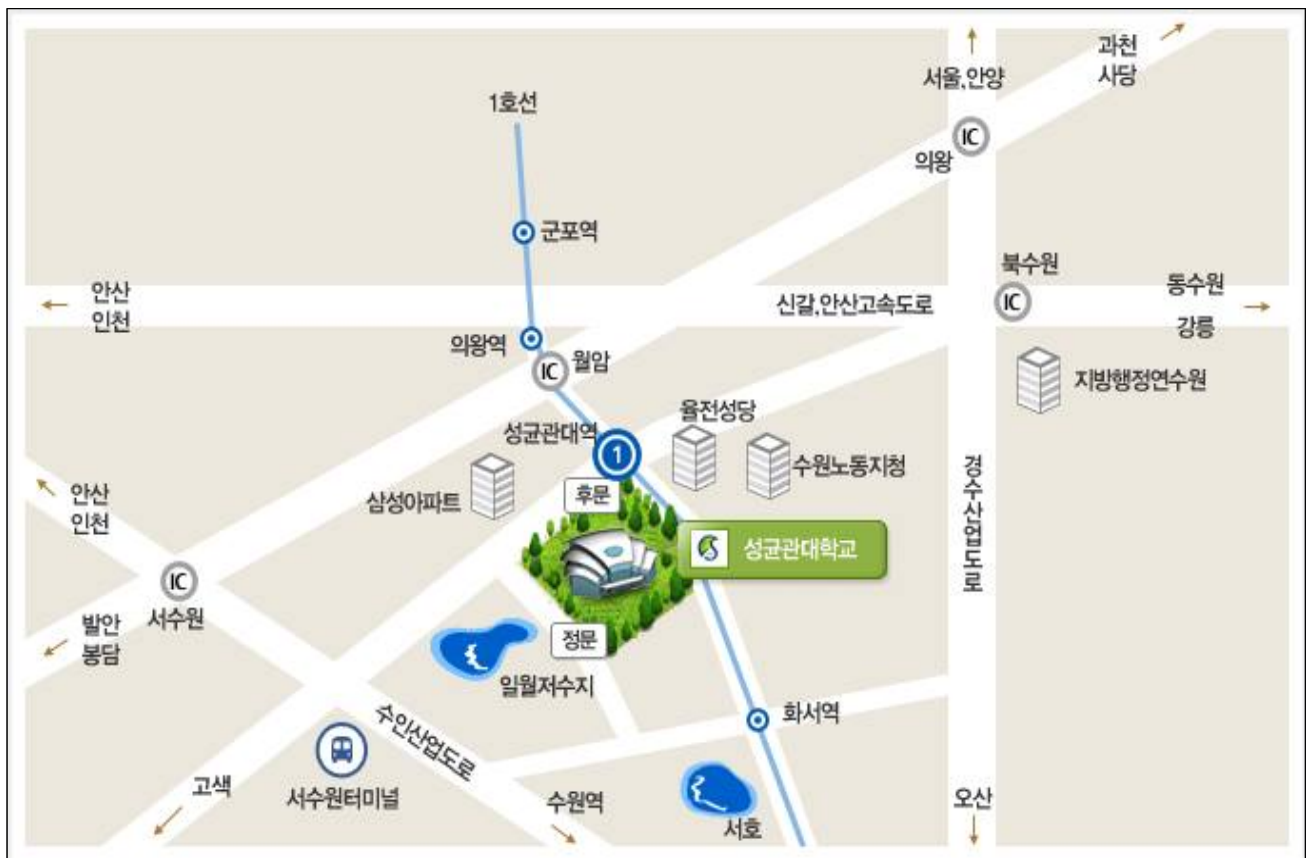 과천
사당
서울,안양
1호선
IC
의왕
군포역
북수원
안산
인천
신갈,안산고속도로
IC
동수원
강릉
의왕역
IC
월암
지방행정연수원
율전성당
성균관대역
1
수원노동지청
경수산업도로
삼성아파트
후문
안산
인천
성균관대학교
IC
서수원
발안
봉담
정문
일월저수지
화서역
수인산업도로
고색
서수원터미널
수원역
서호
오산